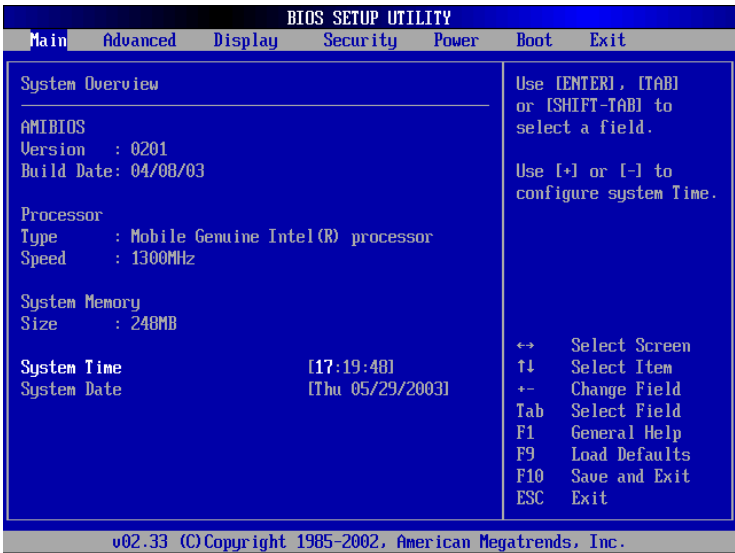 BIOS SETUP UTILITY
Main Advanced Display Security Power Boot Exit
System Overview
AMIBIOS
Version : 0201
Build Date: 04/08/03
Processor
Type : Mobile Genuine Intel(R) processor
Speed : 1300MHz
System Memory
Size : 248MB
System Time [17:19:48]
System Date [Thu 05/29/2003]
Use [ENTER], [TAB]
or [SHIFT-TAB] to
select a field.
Use [+] or [-] to
configure system Time.
↔ Select Screen
↑↓ Select Item
+- Change Field
Tab Select Field
F1 General Help
F9 Load Defaults
F10 Save and Exit
ESC Exit
v02.33 (C)Copyright 1985-2002, American Megatrends, Inc.